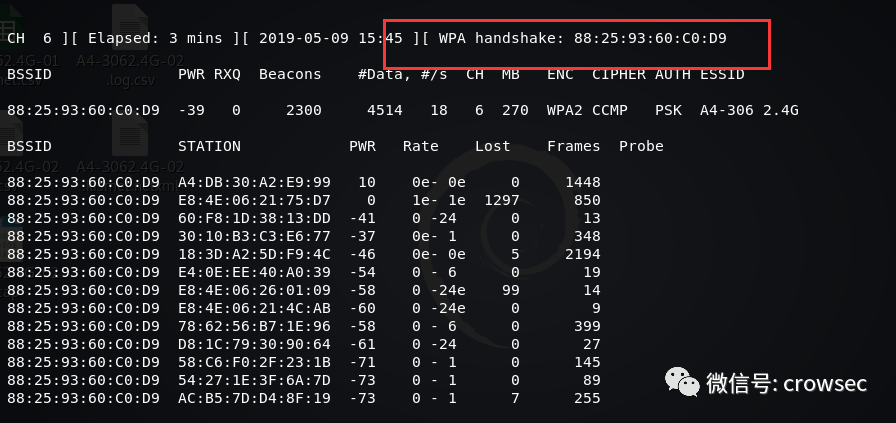 CH  6 ][ Elapsed: 3 mins ][ 2019-05-09 15:45 ][ WPA handshake: 88:25:93:60:C0:D9
BSSID              PWR RXQ  Beacons    #Data, #/s  CH  MB   ENC  CIPHER AUTH ESSID
88:25:93:60:C0:D9  -39   0     2300     4514   18   6  270  WPA2 CCMP   PSK  A4-306 2.4G
BSSID              STATION            PWR   Rate    Lost    Frames  Probe
88:25:93:60:C0:D9  A4:DB:30:A2:E9:99   10    0e- 0e     0     1448
88:25:93:60:C0:D9  E8:4E:06:21:75:D7    0    1e- 1e  1297      850
88:25:93:60:C0:D9  60:F8:1D:38:13:DD  -41    0 -24      0       13
88:25:93:60:C0:D9  30:10:B3:C3:E6:77  -37    0e- 1      0      348
88:25:93:60:C0:D9  18:3D:A2:5D:F9:4C  -46    0e- 0e     5     2194
88:25:93:60:C0:D9  E4:0E:EE:40:A0:39  -54    0 - 6      0       19
88:25:93:60:C0:D9  E8:4E:06:26:01:09  -58    0 -24e    99       14
88:25:93:60:C0:D9  E8:4E:06:21:4C:AB  -60    0 -24e     0        9
88:25:93:60:C0:D9  78:62:56:B7:1E:96  -58    0 - 6      0      399
88:25:93:60:C0:D9  D8:1C:79:30:90:64  -61    0 -24      0       27
88:25:93:60:C0:D9  58:C6:F0:2F:23:1B  -71    0 - 1      0      145
88:25:93:60:C0:D9  54:27:1E:3F:6A:7D  -73    0 - 1      0       89
88:25:93:60:C0:D9  AC:B5:7D:D4:8F:19  -73    0 - 1      7      255
微信号: crowsec